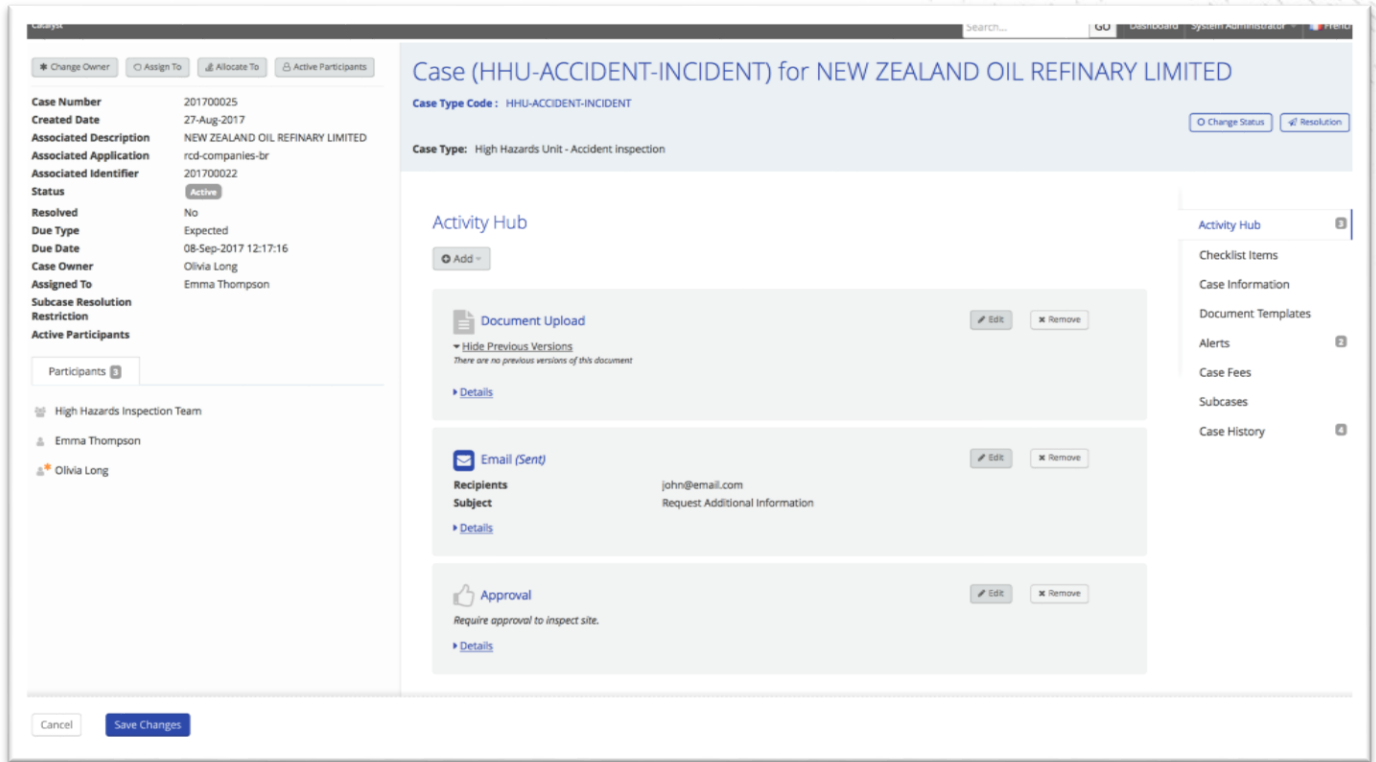 Catalyst
Search... GO Dashboard System Administrator French
Change Owner Assign To Allocate To Active Participants
Case Number 201700025
Created Date 27-Aug-2017
Associated Description NEW ZEALAND OIL REFINARY LIMITED
Associated Application rcd-companies-br
Associated Identifier 201700022
Status Active
Resolved No
Due Type Expected
Due Date 08-Sep-2017 12:17:16
Case Owner Olivia Long
Assigned To Emma Thompson
Subcase Resolution
Restriction
Active Participants
Participants 3
High Hazards Inspection Team
Emma Thompson
Olivia Long
Case (HHU-ACCIDENT-INCIDENT) for NEW ZEALAND OIL REFINARY LIMITED
Case Type Code : HHU-ACCIDENT-INCIDENT
Change Status Resolution
Case Type: High Hazards Unit - Accident inspection
Activity Hub
Add
Document Upload Edit Remove
Hide Previous Versions
There are no previous versions of this document
Details
Email (Sent) Edit Remove
Recipients john@email.com
Subject Request Additional Information
Details
Approval Edit Remove
Require approval to inspect site.
Details
Activity Hub 3
Checklist Items
Case Information
Document Templates
Alerts 2
Case Fees
Subcases
Case History 4
Cancel Save Changes